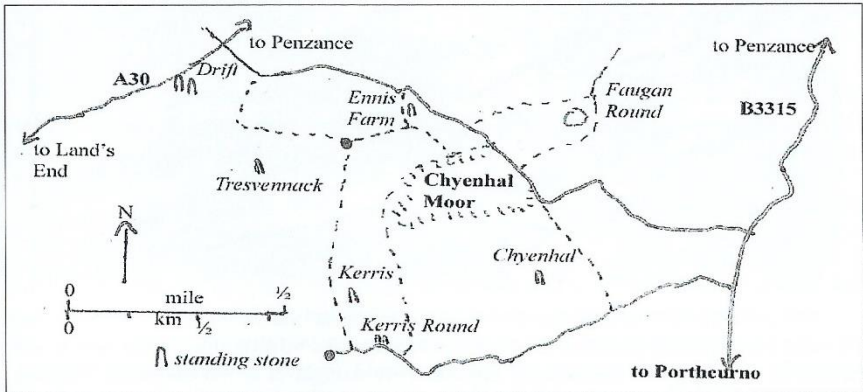 to Penzance
A30
Drift
to Land's
End
Ennis
Farm
Faugan
Round
to Penzance
B3315
Tresvennack
Chyenhal
Moor
N
Kerris
Chyenhal
0 mile ½
0 km ½
Kerris Round
standing stone
to Portheurno